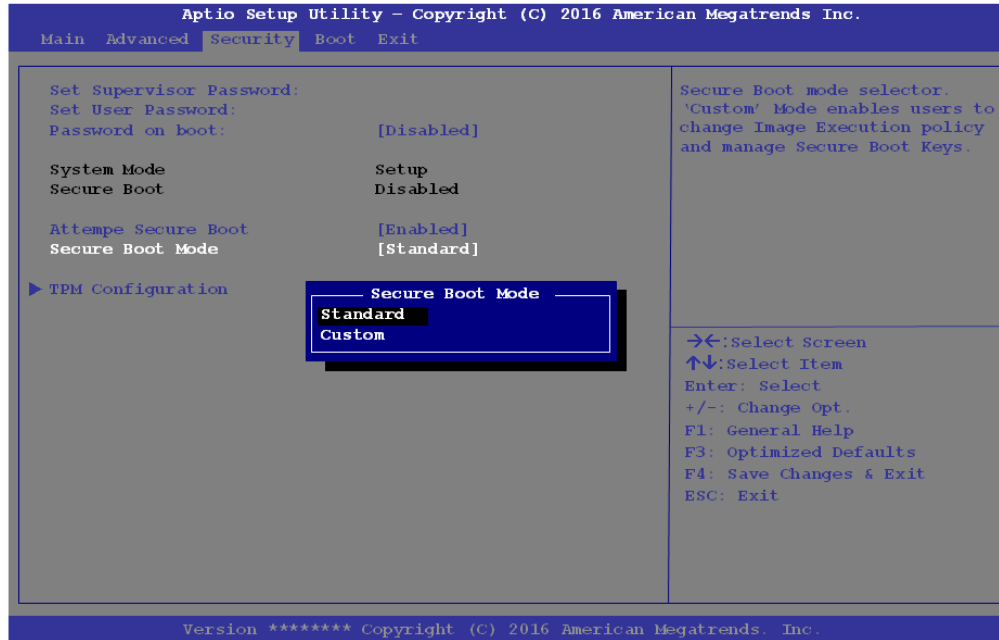 Aptio Setup Utility – Copyright (C) 2016 American Megatrends Inc.
Main Advanced Security Boot Exit
Set Supervisor Password:
Set User Password:
Password on boot: [Disabled]
System Mode Setup
Secure Boot Disabled
Attempe Secure Boot [Enabled]
Secure Boot Mode [Standard]
TPM Configuration
Secure Boot Mode
Standard
Custom
Secure Boot mode selector.
‵Custom′ Mode enables users to
change Image Execution policy
and manage Secure Boot Keys.
→←:Select Screen
↑↓:Select Item
Enter: Select
+/-: Change Opt.
F1: General Help
F3: Optimized Defaults
F4: Save Changes & Exit
ESC: Exit
Version ******** Copyright (C) 2016 American Megatrends. Inc.